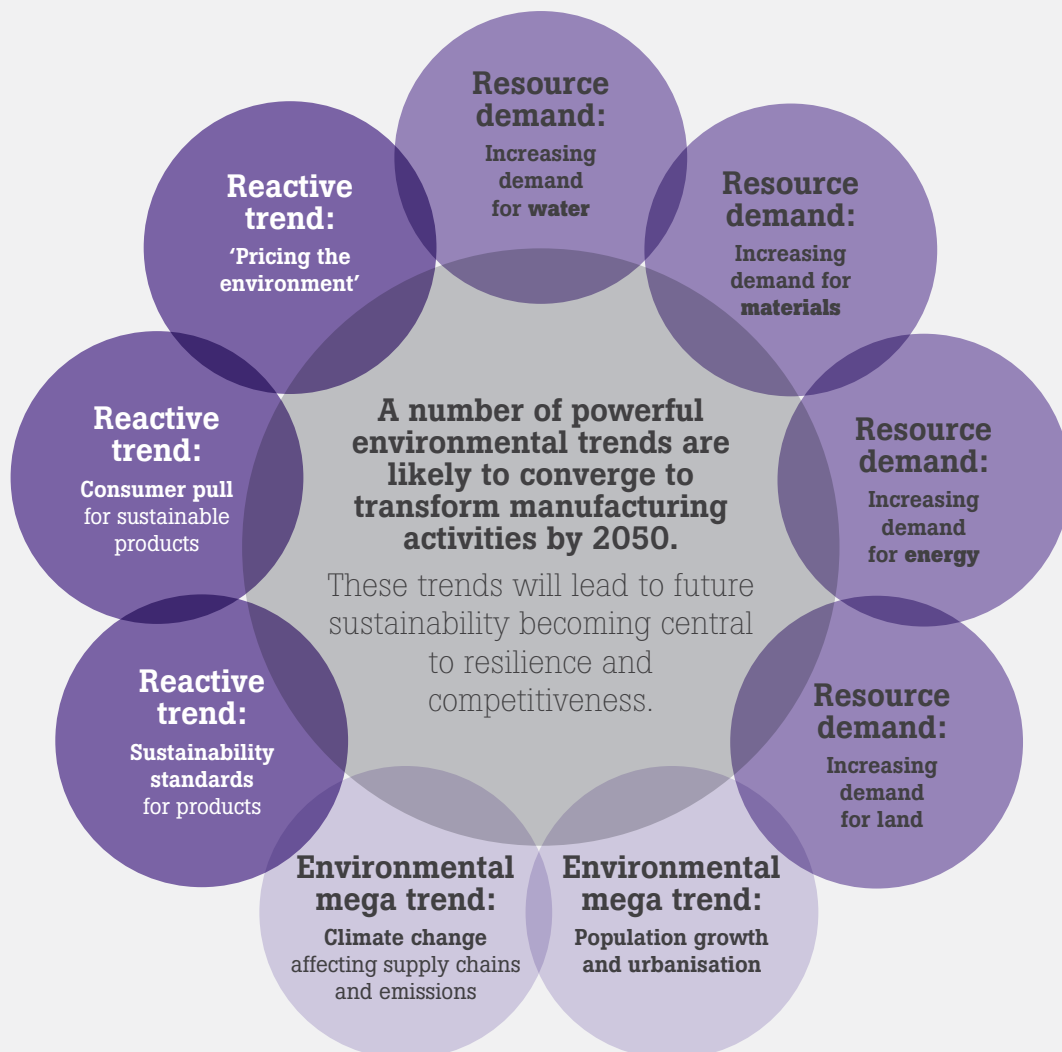 Resource
demand:
Increasing
demand
for water
Resource
demand:
Increasing
demand for
materials
Resource
demand:
Increasing
demand
for energy
Resource
demand:
Increasing
demand
for land
Environmental
mega trend:
Population growth
and urbanisation
Environmental
mega trend:
Climate change
affecting supply chains
and emissions
Reactive
trend:
Sustainability
standards
for products
Reactive
trend:
Consumer pull
for sustainable
products
Reactive
trend:
‘Pricing the
environment’
A number of powerful
environmental trends are
likely to converge to
transform manufacturing
activities by 2050.
These trends will lead to future
sustainability becoming central
to resilience and
competitiveness.